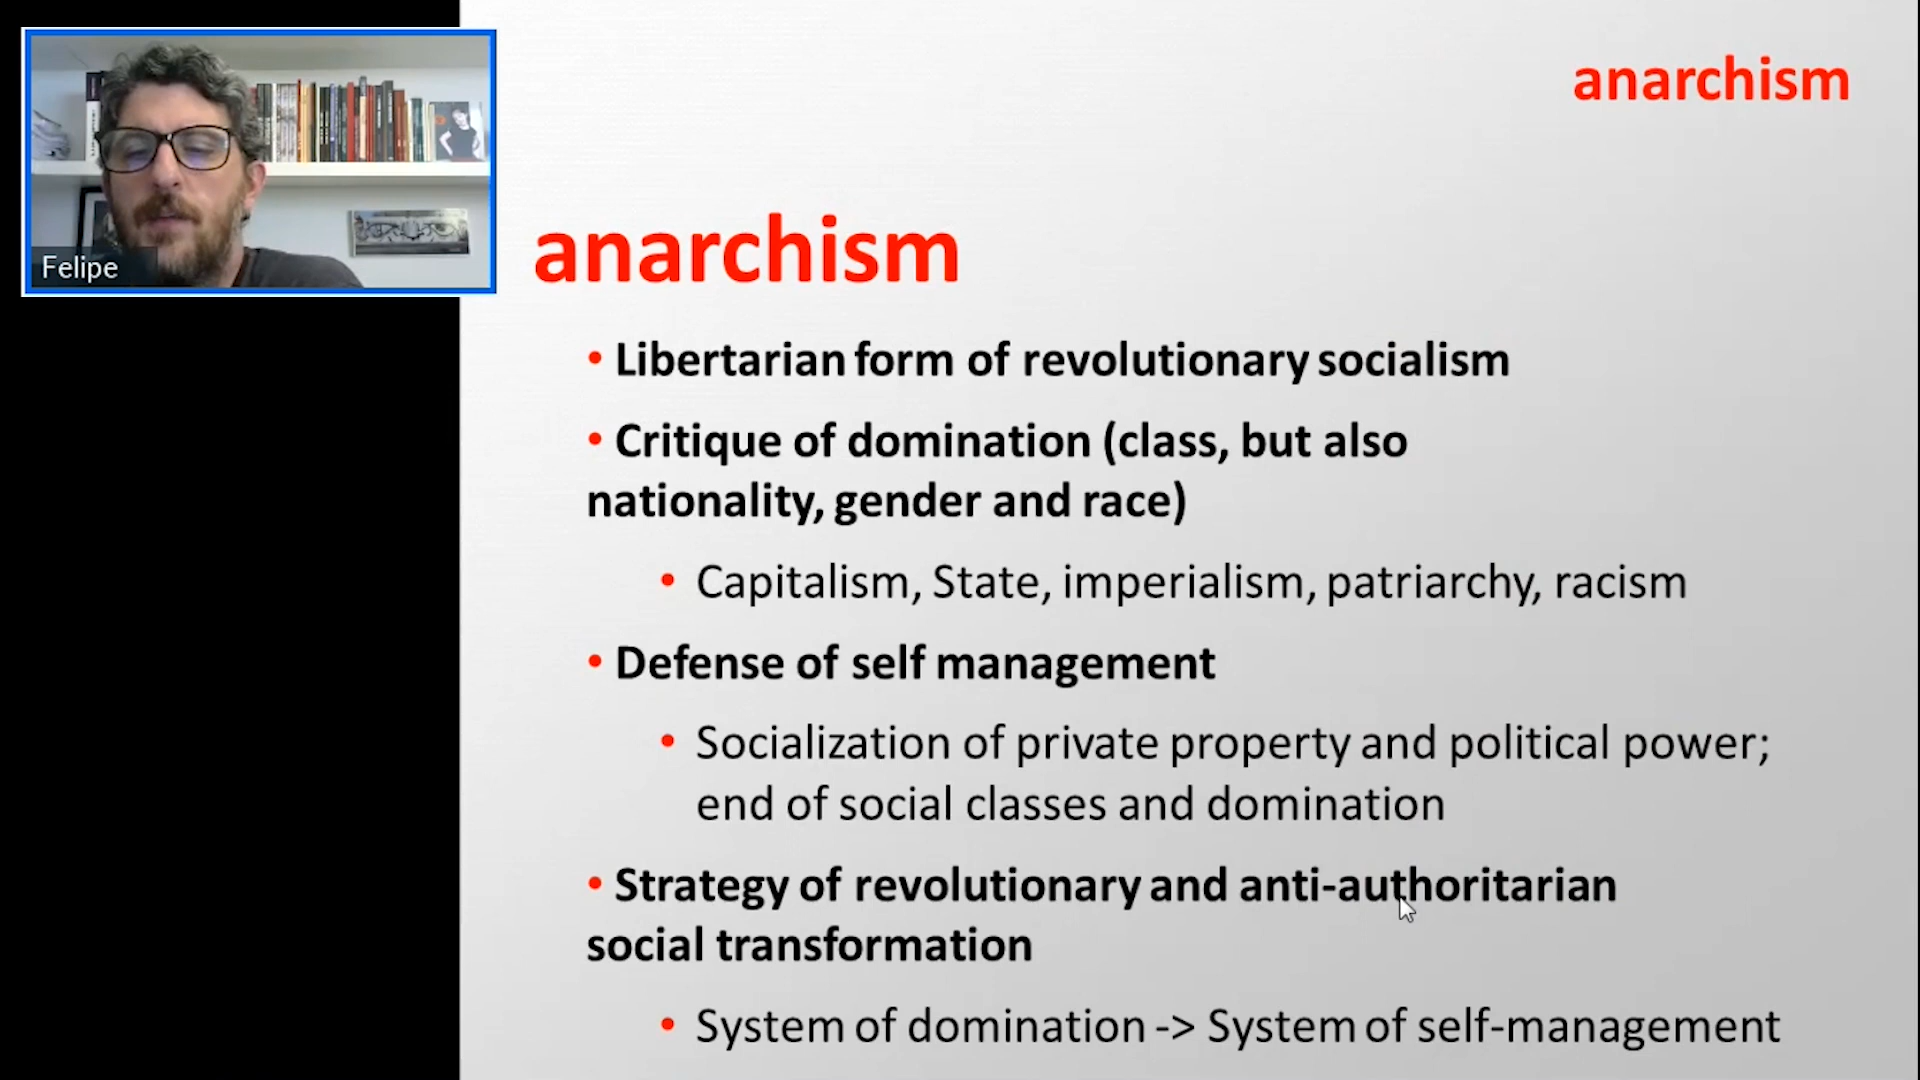 anarchism
Felipe
anarchism
• Libertarian form of revolutionary socialism
• Critique of domination (class, but also
nationality, gender and race)
• Capitalism, State, imperialism, patriarchy, racism
• Defense of self management
• Socialization of private property and political power;
end of social classes and domination
• Strategy of revolutionary and anti-authoritarian
social transformation
• System of domination -> System of self-management